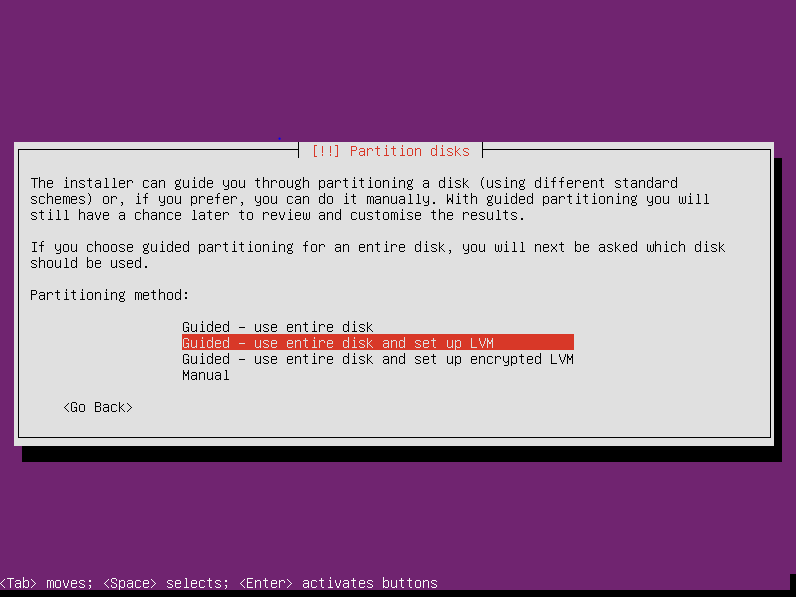 [!!] Partition disks
The installer can guide you through partitioning a disk (using different standard
schemes) or, if you prefer, you can do it manually. With guided partitioning you will
still have a chance later to review and customise the results.
If you choose guided partitioning for an entire disk, you will next be asked which disk
should be used.
Partitioning method:
Guided – use entire disk
Guided – use entire disk and set up LVM
Guided – use entire disk and set up encrypted LVM
Manual
<Go Back>
<Tab> moves; <Space> selects; <Enter> activates buttons